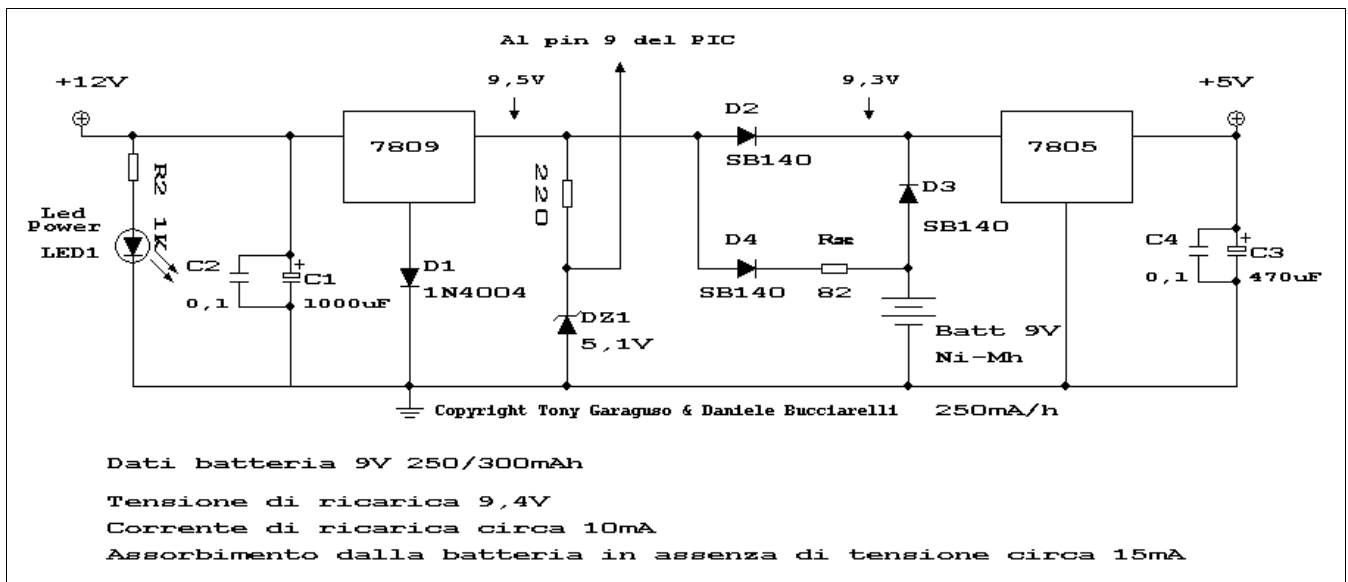 Al pin 9 del PIC
+12V
9,5V
9,3V
+5V
7809
D2
SB140
7805
R2 1K
220
D3
SB140
Led
Power
LED1
C2
0,1
C1
1000uF
D1
1N4004
D4
SB140
Rsc
82
C4
0,1
C3
470uF
DZ1
5,1V
Batt 9V
Ni-Mh
Copyright Tony Garaguso & Daniele Bucciarelli
250mA/h
Dati batteria 9V 250/300mAh
Tensione di ricarica 9,4V
Corrente di ricarica circa 10mA
Assorbimento dalla batteria in assenza di tensione circa 15mA